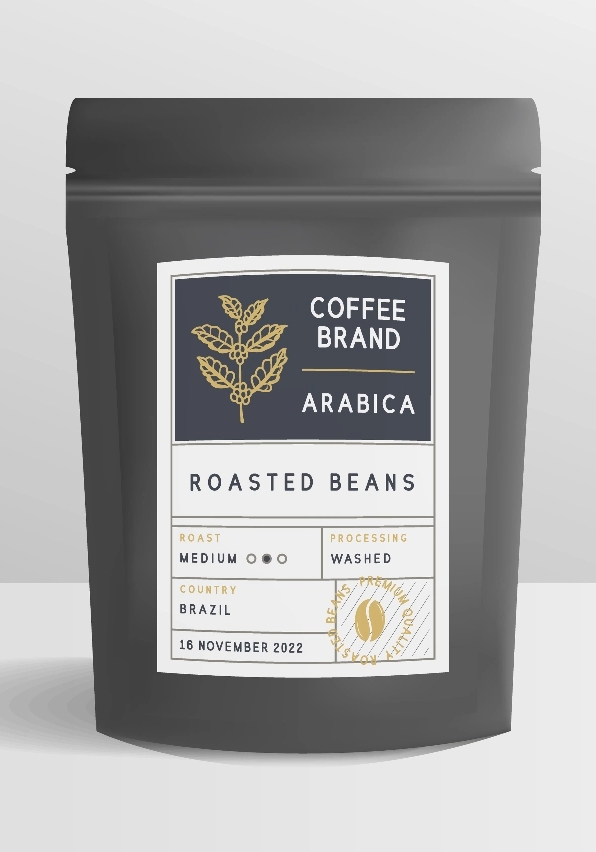 COFFEE
BRAND
ARABICA
ROASTED BEANS
ROAST
MEDIUM
PROCESSING
WASHED
COUNTRY
BRAZIL
16 NOVEMBER 2022
PREMIUM QUALITY ROASTED BEANS